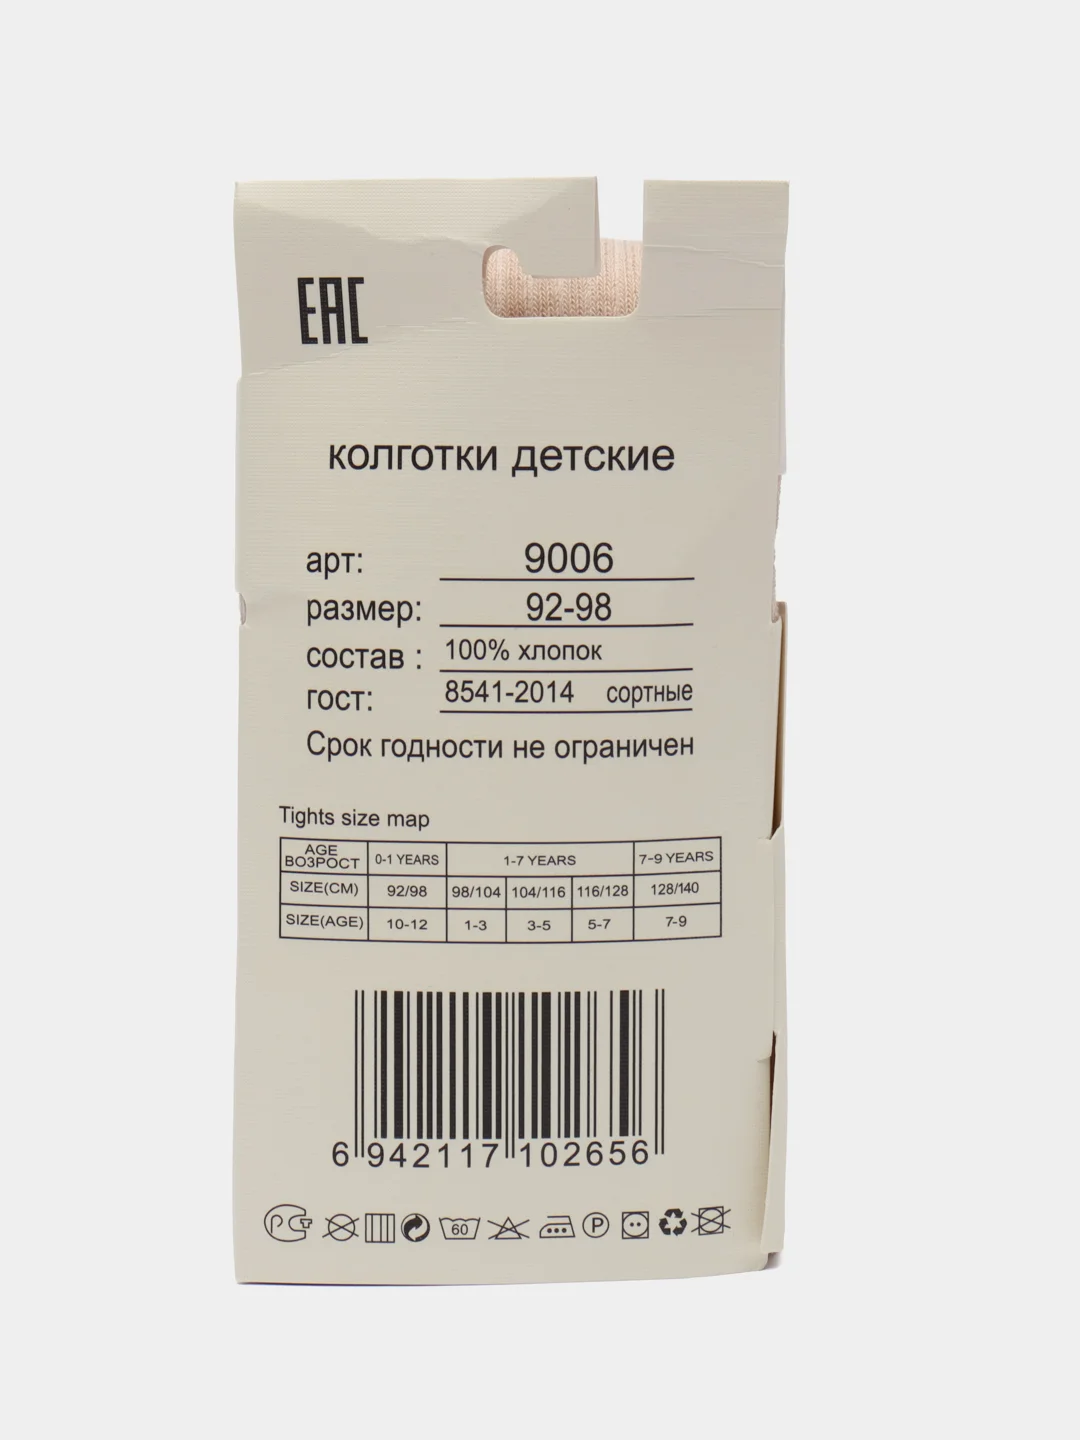 EAC
колготки детские
арт: 9006
размер: 92-98
состав : 100% хлопок
гост: 8541-2014 сортные
Срок годности не ограничен
Tights size map
AGE ВОЗРОСТ 0-1 YEARS 1-7 YEARS 7-9 YEARS
SIZE(CM) 92/98 98/104 104/116 116/128 128/140
SIZE(AGE) 10-12 1-3 3-5 5-7 7-9
6 942117 102656
РСТ 60 P